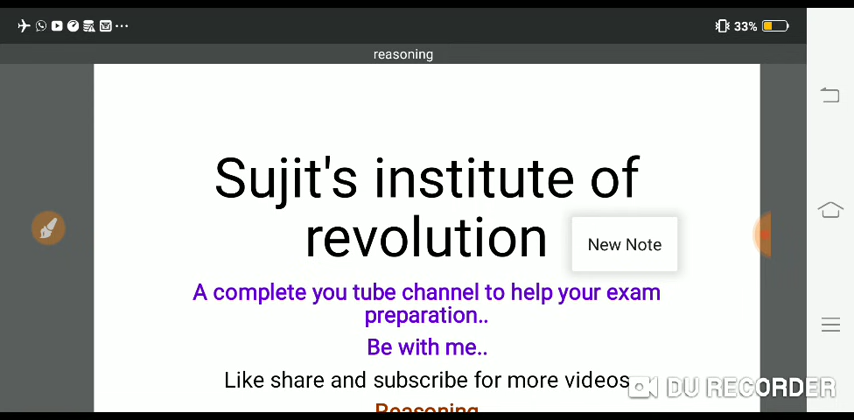 33%
reasoning
Sujit's institute of
revolution
New Note
A complete you tube channel to help your exam
preparation..
Be with me..
Like share and subscribe for more videos
Reasoning
DU RECORDER